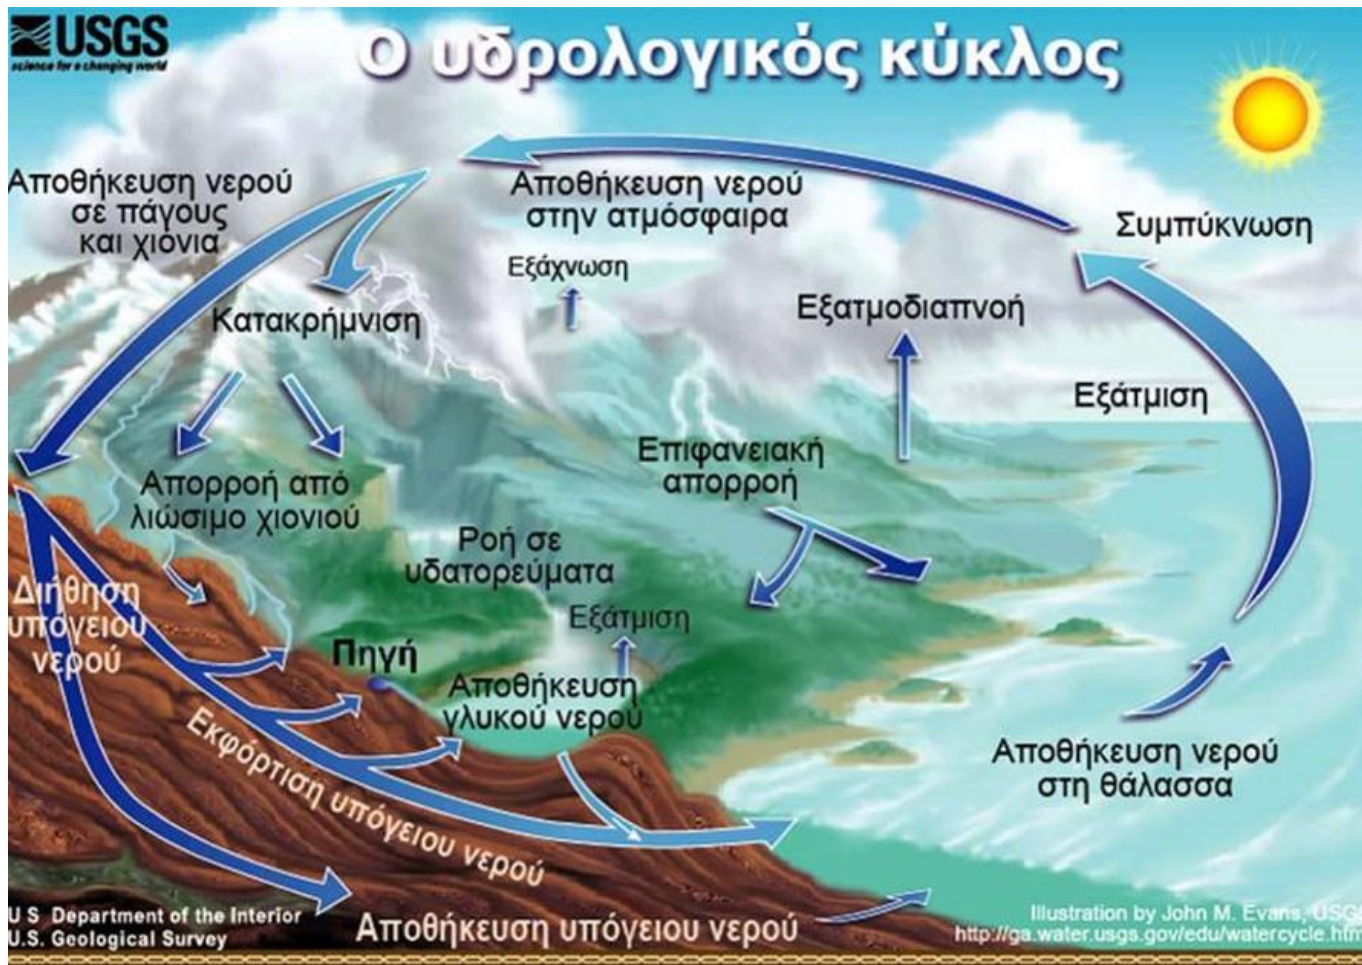 USGS
science for a changing world
Ο υδρολογικός κύκλος
Αποθήκευση νερού
σε πάγους
και χιόνια
Αποθήκευση νερού
στην ατμόσφαιρα
Συμπύκνωση
Εξάχνωση
Κατακρήμνιση
Εξατμοδιαπνοή
Εξάτμιση
Επιφανειακή
απορροή
Απορροή από
λιώσιμο χιονιού
Ροή σε
υδατορεύματα
Διήθηση
υπόγειου
νερού
Εξάτμιση
Πηγή
Αποθήκευση
γλυκού νερού
Εκφόρτιση υπόγειου νερού
Αποθήκευση νερού
στη θάλασσα
U S Department of the Interior
U.S. Geological Survey
Αποθήκευση υπόγειου νερού
Illustration by John M. Evans, USG
http://ga.water.usgs.gov/edu/watercycle.htm